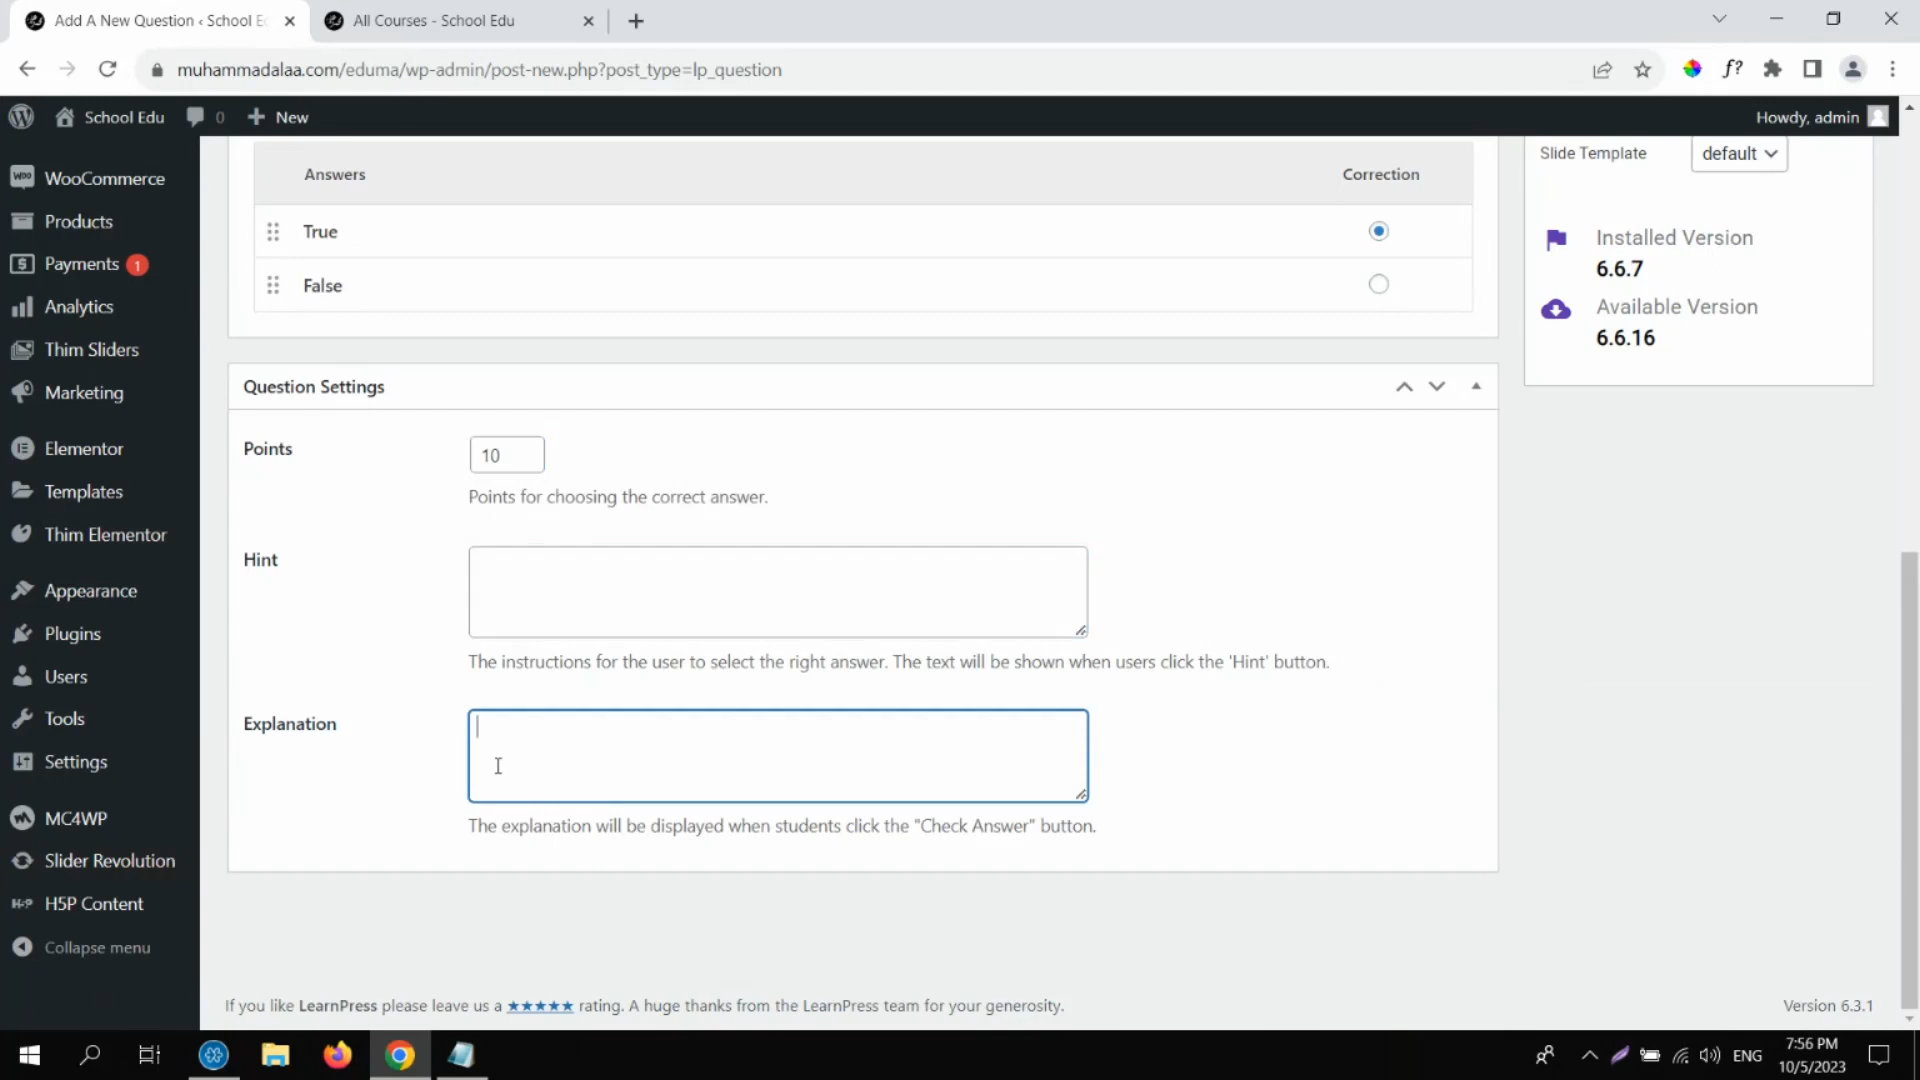 Add A New Question ‹ School E
All Courses - School Edu
muhammadalaa.com/eduma/wp-admin/post-new.php?post_type=lp_question
f?
School Edu
0
New
Howdy, admin
WooCommerce
Products
Payments 1
Analytics
Thim Sliders
Marketing
Elementor
Templates
Thim Elementor
Appearance
Plugins
Users
Tools
Settings
MC4WP
Slider Revolution
H5P Content
Collapse menu
Answers
Correction
True
False
Question Settings
Points
10
Points for choosing the correct answer.
Hint
The instructions for the user to select the right answer. The text will be shown when users click the 'Hint' button.
Explanation
The explanation will be displayed when students click the "Check Answer" button.
Slide Template
default
Installed Version
6.6.7
Available Version
6.6.16
If you like LearnPress please leave us a ★★★★★ rating. A huge thanks from the LearnPress team for your generosity.
Version 6.3.1
ENG
7:56 PM
10/5/2023